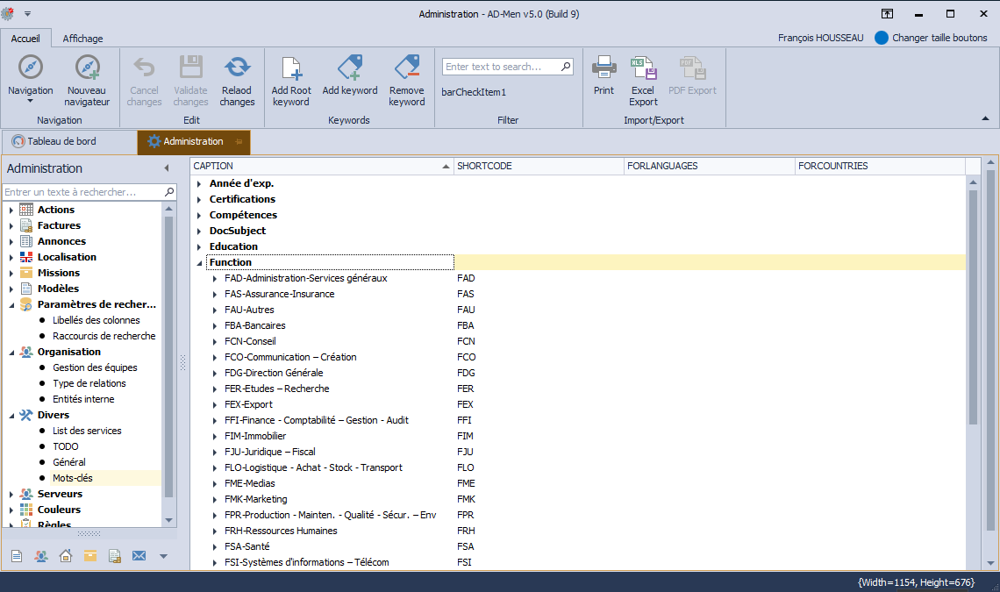 Administration - AD-Men v5.0 (Build 9)
Accueil Affichage
François HOUSSEAU Changer taille boutons
Navigation
Nouveau navigateur
Cancel changes
Validate changes
Relaod changes
Add Root keyword
Add keyword
Remove keyword
Enter text to search...
barCheckItem1
Print
XLS
Excel Export
PDF
PDF Export
Navigation Edit Keywords Filter Import/Export
Tableau de bord Administration
Administration
Entrer un texte à rechercher...
Actions
Factures
Annonces
Localisation
Missions
Modèles
Paramètres de recher...
Libellés des colonnes
Raccourcis de recherche
Organisation
Gestion des équipes
Type de relations
Entités interne
Divers
List des services
TODO
Général
Mots-clés
Serveurs
Couleurs
Règles
CAPTION SHORTCODE FORLANGUAGES FORCOUNTRIES
Année d'exp.
Certifications
Compétences
DocSubject
Education
Function
FAD-Administration-Services généraux FAD
FAS-Assurance-Insurance FAS
FAU-Autres FAU
FBA-Bancaires FBA
FCN-Conseil FCN
FCO-Communication – Création FCO
FDG-Direction Générale FDG
FER-Etudes – Recherche FER
FEX-Export FEX
FFI-Finance - Comptabilité – Gestion - Audit FFI
FIM-Immobilier FIM
FJU-Juridique – Fiscal FJU
FLO-Logistique - Achat - Stock - Transport FLO
FME-Medias FME
FMK-Marketing FMK
FPR-Production - Mainten. - Qualité - Sécur. – Env FPR
FRH-Ressources Humaines FRH
FSA-Santé FSA
FSI-Systèmes d'informations – Télécom FSI
{Width=1154, Height=676}